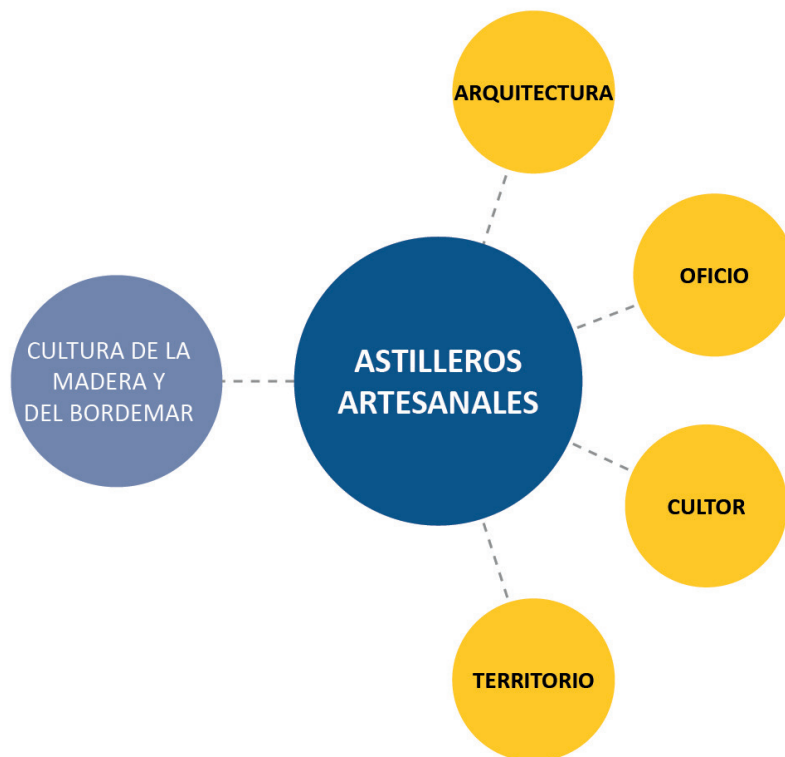 ARQUITECTURA
OFICIO
CULTURA DE LA
MADERA Y
DEL BORDEMAR
ASTILLEROS
ARTESANALES
CULTOR
TERRITORIO